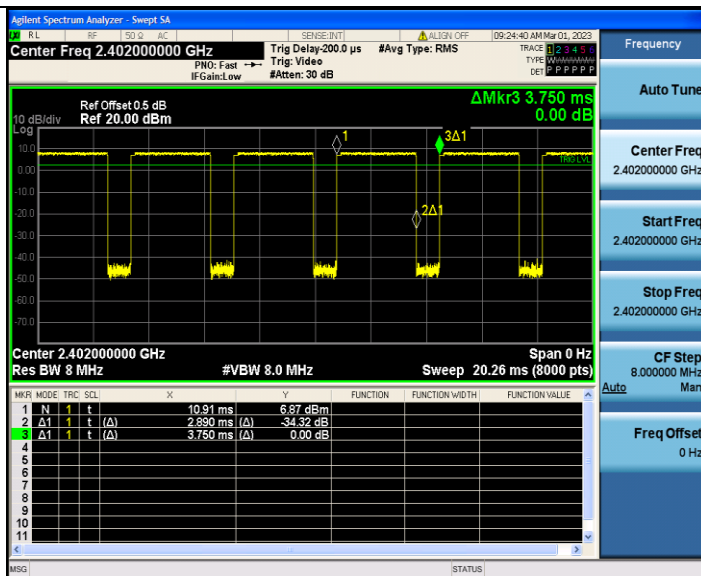 Agilent Spectrum Analyzer - Swept SA
LXI RL RF 50 Ω AC SENSE:INT ALIGN OFF 09:24:40 AM Mar 01, 2023
Center Freq 2.402000000 GHz
Trig Delay-200.0 µs #Avg Type: RMS
TRACE 1 2 3 4 5 6
PNO: Fast Trig: Video
TYPE W
IFGain:Low #Atten: 30 dB
DET P P P P P P
ΔMkr3 3.750 ms
0.00 dB
Ref Offset 0.5 dB
10 dB/div Ref 20.00 dBm
Log
10.0
0.00
-10.0
-20.0
-30.0
-40.0
-50.0
-60.0
-70.0
1
3Δ1
TRIG LVL
2Δ1
Center 2.402000000 GHz Span 0 Hz
Res BW 8 MHz #VBW 8.0 MHz Sweep 20.26 ms (8000 pts)
MKR MODE TRC SCL X Y FUNCTION FUNCTION WIDTH FUNCTION VALUE
1 N 1 t 10.91 ms 6.87 dBm
2 Δ1 1 t (Δ) 2.890 ms (Δ) -34.32 dB
3 Δ1 1 t (Δ) 3.750 ms (Δ) 0.00 dB
4
5
6
7
8
9
10
11
MSG STATUS
Frequency
Auto Tune
Center Freq
2.402000000 GHz
Start Freq
2.402000000 GHz
Stop Freq
2.402000000 GHz
CF Step
8.000000 MHz
Auto Man
Freq Offset
0 Hz